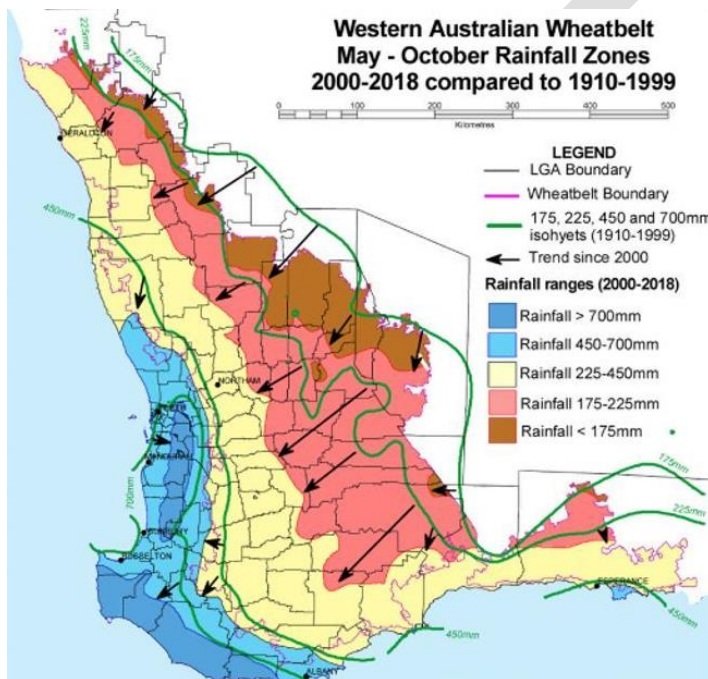 Western Australian Wheatbelt
May - October Rainfall Zones
2000-2018 compared to 1910-1999
0 100 200 300 400 500
Kilometres
LEGEND
LGA Boundary
Wheatbelt Boundary
175, 225, 450 and 700mm
isohyets (1910-1999)
Trend since 2000
Rainfall ranges (2000-2018)
Rainfall > 700mm
Rainfall 450-700mm
Rainfall 225-450mm
Rainfall 175-225mm
Rainfall < 175mm
225mm
175mm
GERALDTON
450mm
NORTHAM
PERTH
MANDURAH
700mm
BUNBURY
BUSSELTON
175mm
225mm
ESPERANCE
450mm
450mm
ALBANY